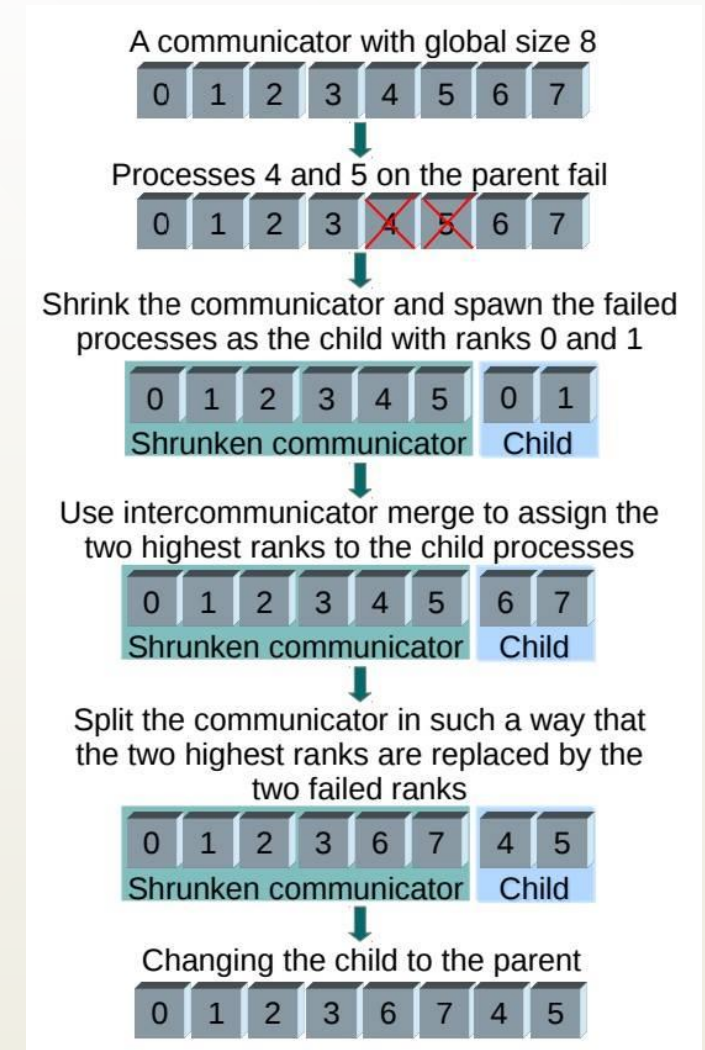 A communicator with global size 8
0 1 2 3 4 5 6 7
Processes 4 and 5 on the parent fail
0 1 2 3 4 5 6 7
Shrink the communicator and spawn the failed
processes as the child with ranks 0 and 1
0 1 2 3 4 5 0 1
Shrunken communicator Child
Use intercommunicator merge to assign the
two highest ranks to the child processes
0 1 2 3 4 5 6 7
Shrunken communicator Child
Split the communicator in such a way that
the two highest ranks are replaced by the
two failed ranks
0 1 2 3 6 7 4 5
Shrunken communicator Child
Changing the child to the parent
0 1 2 3 6 7 4 5